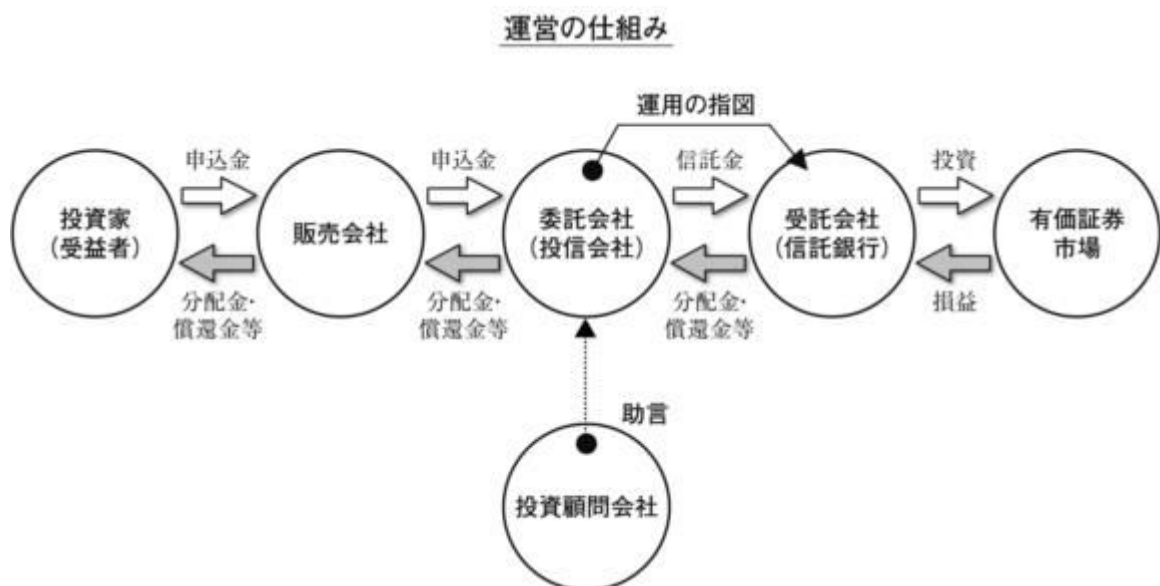 運営の仕組み
運用の指図
申込金
申込金
信託金
投資
投資家
（受益者）
販売会社
委託会社
（投信会社）
受託会社
（信託銀行）
有価証券
市場
分配金・
償還金等
分配金・
償還金等
分配金・
償還金等
損益
助言
投資顧問会社